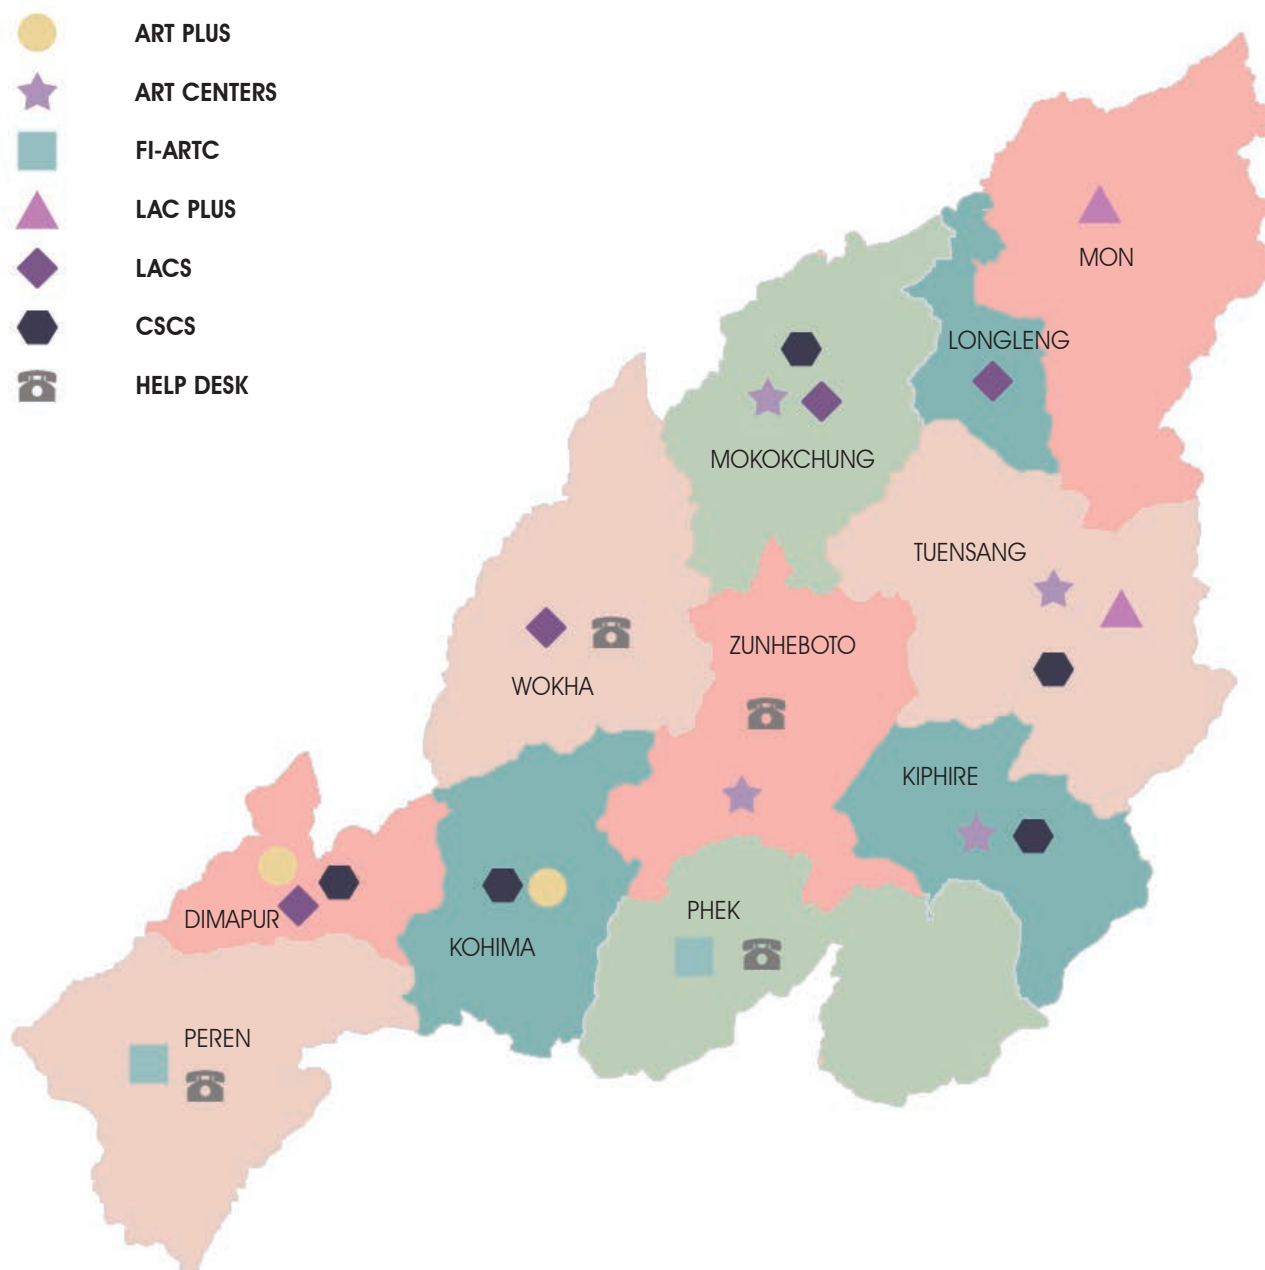 ART PLUS
ART CENTERS
FI-ARTC
LAC PLUS
LACS
CSCS
HELP DESK
MON
LONGLENG
MOKOKCHUNG
TUENSANG
ZUNHEBOTO
WOKHA
KIPHIRE
PHEK
DIMAPUR
KOHIMA
PEREN